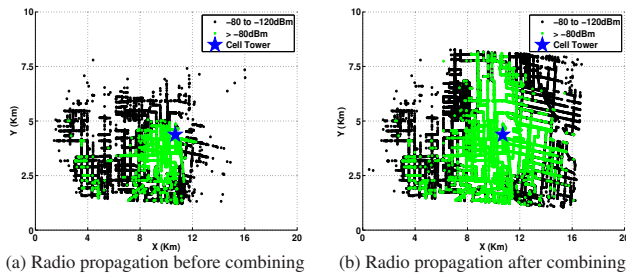 −80 to −120dBm
> −80dBm
Cell Tower
10
7.5
5
2.5
0
Y (Km)
0 4 8 12 16 20
X (Km)
(a) Radio propagation before combining
−80 to −120dBm
> −80dBm
Cell Tower
10
7.5
5
2.5
0
Y (Km)
0 4 8 12 16 20
X (Km)
(b) Radio propagation after combining